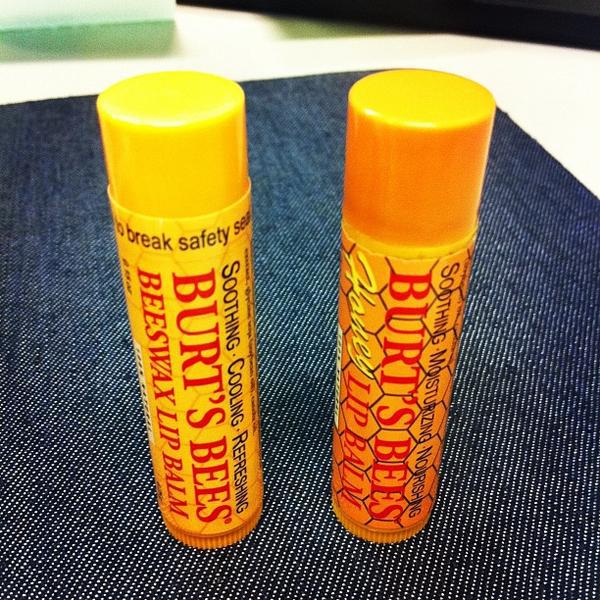 to break safety sea
SOOTHING · COOLING · REFRESHING
BURT'S BEES®
BEESWAX LIP BALM
SOOTHING MOISTURIZING NOURISHING
BURT'S BEES
Honey LIP BALM